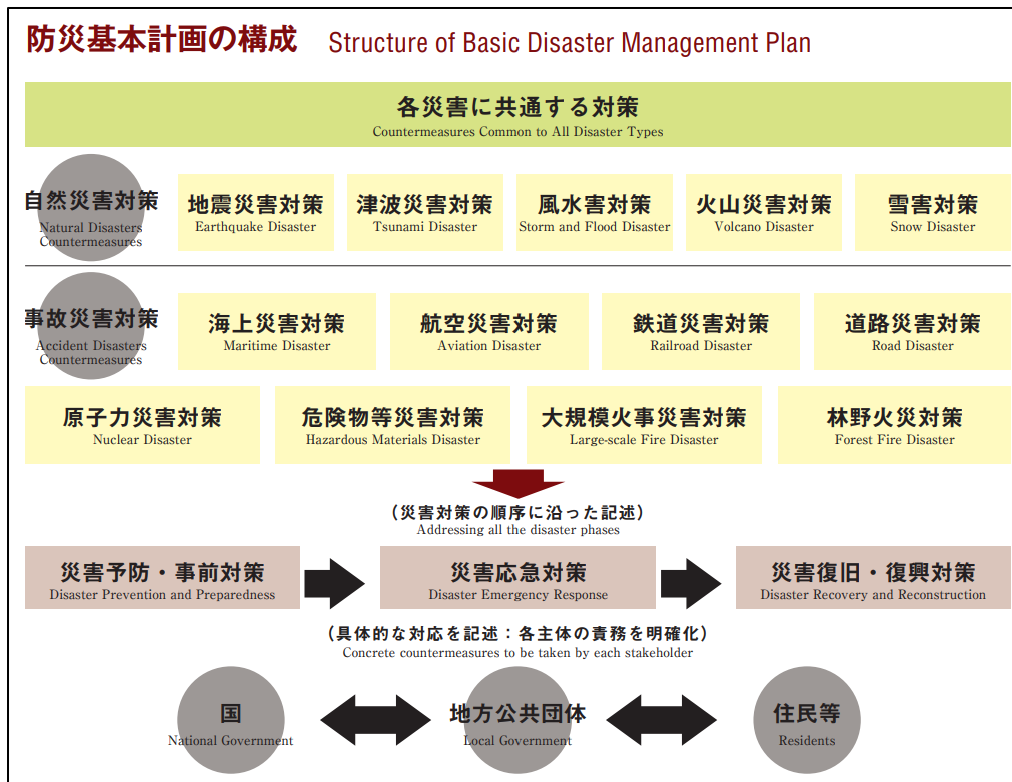 防災基本計画の構成 Structure of Basic Disaster Management Plan
各災害に共通する対策
Countermeasures Common to All Disaster Types
自然災害対策
Natural Disasters
Countermeasures
地震災害対策
Earthquake Disaster
津波災害対策
Tsunami Disaster
風水害対策
Storm and Flood Disaster
火山災害対策
Volcano Disaster
雪害対策
Snow Disaster
事故災害対策
Accident Disasters
Countermeasures
海上災害対策
Maritime Disaster
航空災害対策
Aviation Disaster
鉄道災害対策
Railroad Disaster
道路災害対策
Road Disaster
原子力災害対策
Nuclear Disaster
危険物等災害対策
Hazardous Materials Disaster
大規模火事災害対策
Large-scale Fire Disaster
林野火災対策
Forest Fire Disaster
(災害対策の順序に沿った記述)
Addressing all the disaster phases
災害予防・事前対策
Disaster Prevention and Preparedness
災害応急対策
Disaster Emergency Response
災害復旧・復興対策
Disaster Recovery and Reconstruction
(具体的な対応を記述：各主体の責務を明確化)
Concrete countermeasures to be taken by each stakeholder
国
National Government
地方公共団体
Local Government
住民等
Residents